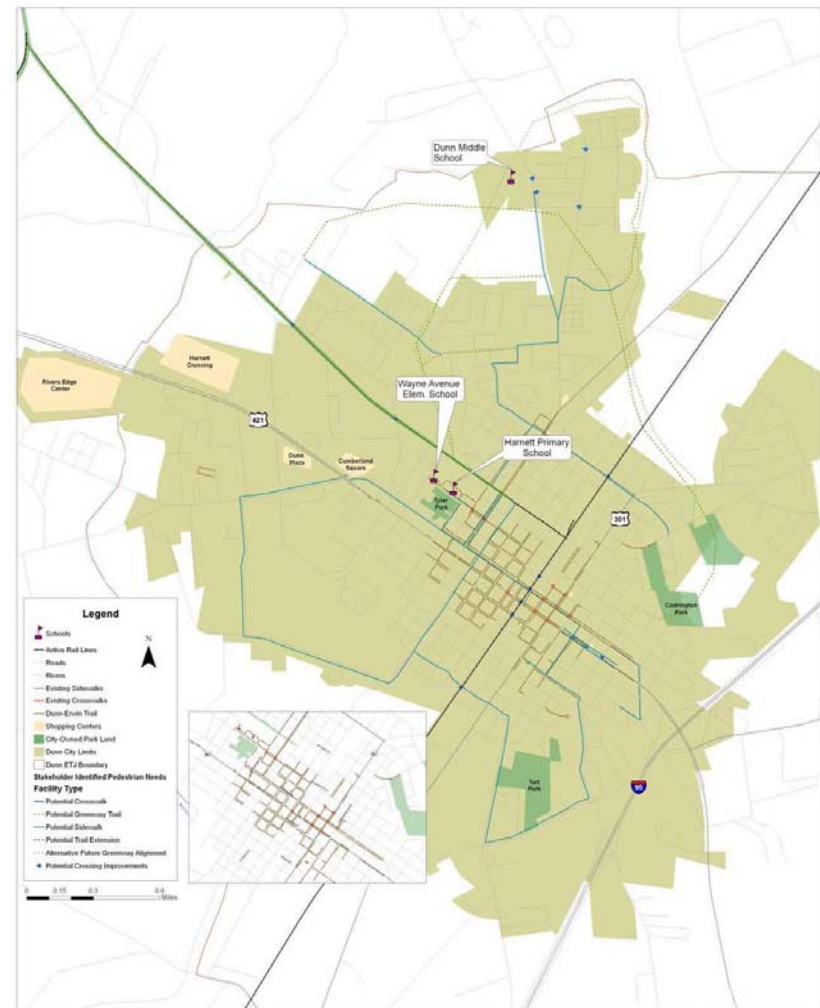 Dunn Middle
School
Harnett
Crossing
Rivers Edge
Center
421
Wayne Avenue
Elem. School
Harnett Primary
School
Dunn
Plaza
Cumberland
Square
Tyler
Park
301
Codrington
Park
Tart
Park
95
Legend
Schools
N
Active Rail Lines
Roads
Rivers
Existing Sidewalks
Existing Crosswalks
Dunn-Erwin Trail
Shopping Centers
City-Owned Park Land
Dunn City Limits
Dunn ETJ Boundary
Stakeholder Identified Pedestrian Needs
Facility Type
Potential Crosswalk
Potential Greenway Trail
Potential Sidewalk
Potential Trail Extension
Alternative Future Greenway Alignment
Potential Crossing Improvements
0 0.15 0.3 0.6
Miles